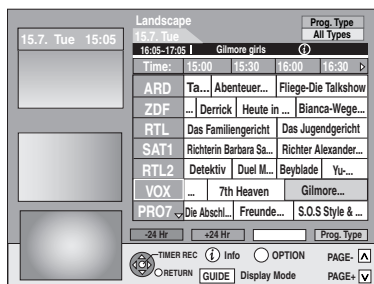 Landscape
Prog. Type
15.7. Tue 15:05
15.7. Tue
All Types
16:05~17:05 Gilmore girls i
Time: 15:00 15:30 16:00 16:30
ARD Ta... Abenteuer... Fliege-Die Talkshow
ZDF ... Derrick Heute in ... Bianca-Wege...
RTL Das Familiengericht Das Jugendgericht
SAT1 Richterin Barbara Sa... Richter Alexander...
RTL2 Detektiv Duel M... Beyblade Yu-...
VOX ... 7th Heaven Gilmore...
PRO7 Die Abschl... Freunde... S.O.S Style & ...
-24 Hr +24 Hr Prog. Type
TIMER REC i Info OPTION PAGE-
RETURN GUIDE Display Mode PAGE+